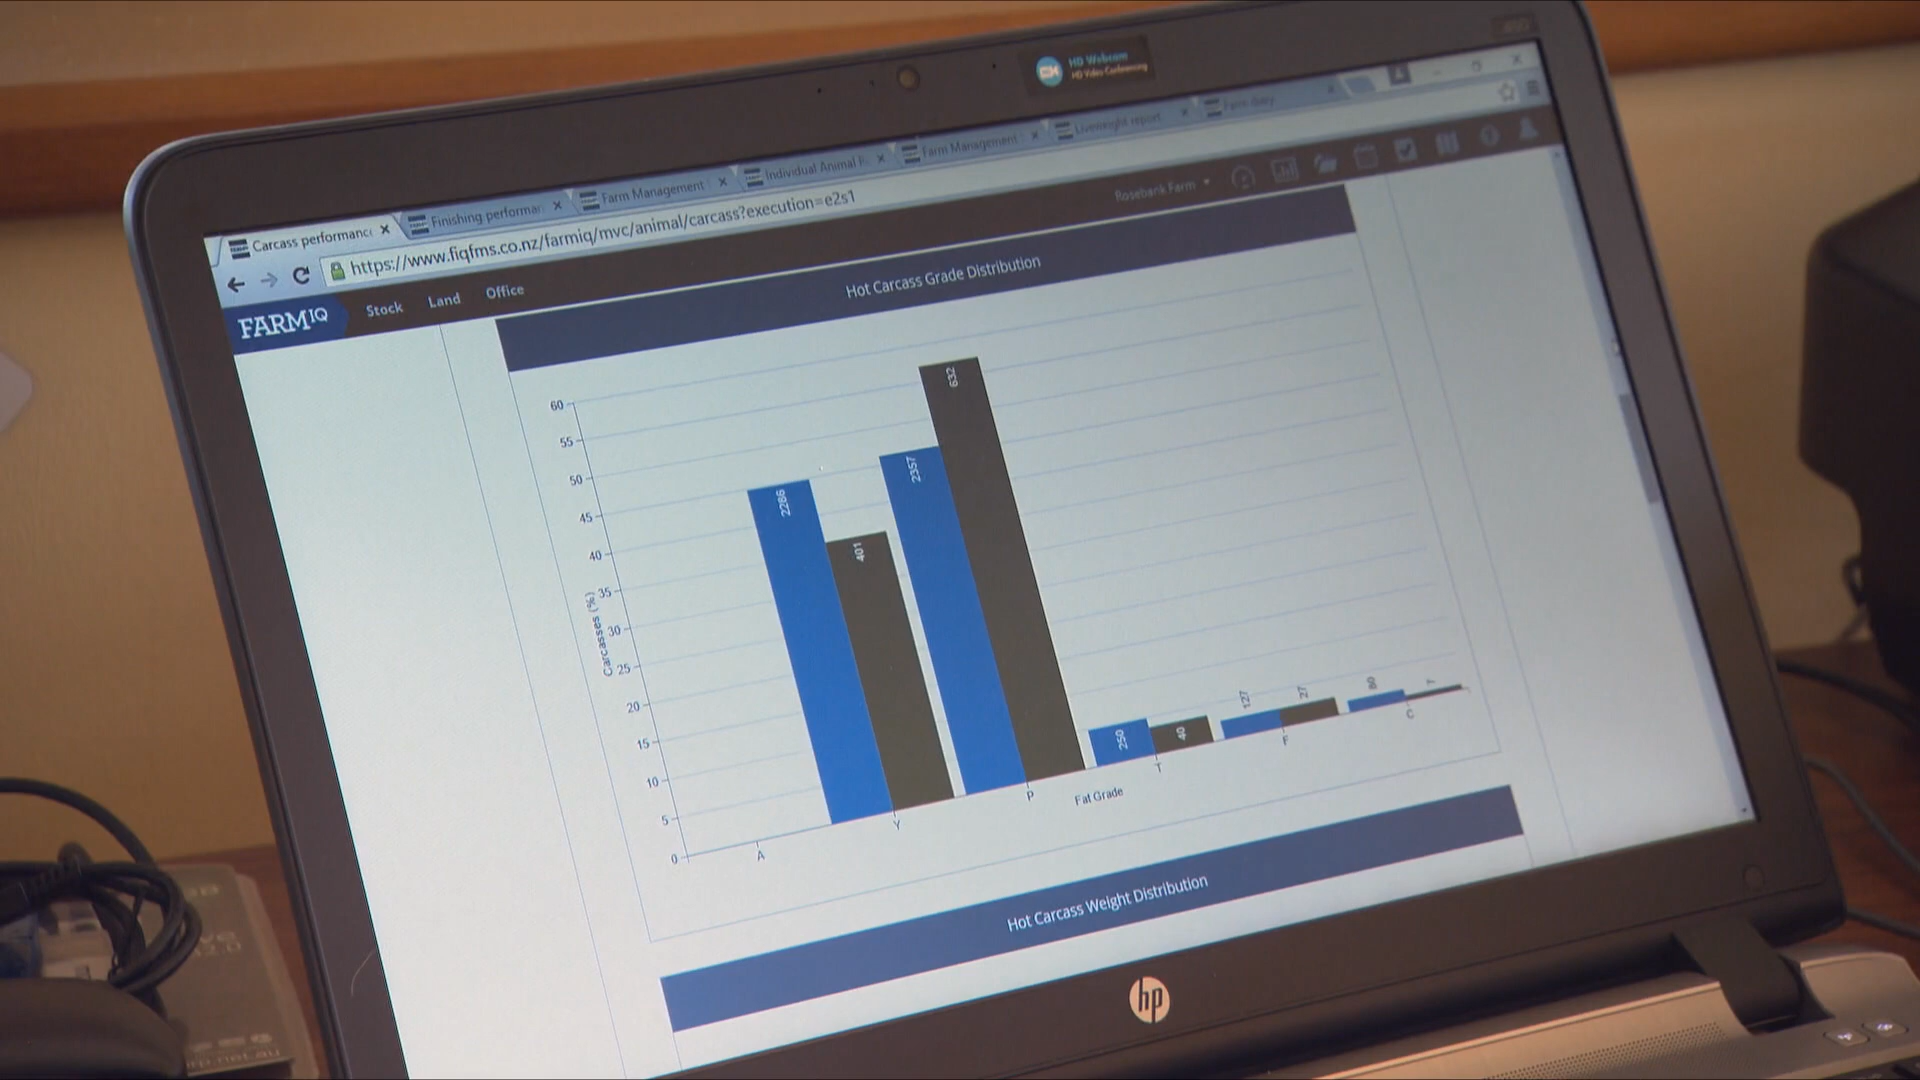 HD Webcam
HD Video Conferencing
Carcass performanc
Finishing performan
Farm Management
Individual Animal
Farm Management
Liveweight report
https://www.fiqfms.co.nz/farmiq/mvc/animal/carcass?execution=e2s1
FARMIQ
Stock
Land
Office
Rosebank Farm
Hot Carcass Grade Distribution
60
55
50
45
40
35
30
25
20
15
10
5
0
Carcasses (%)
2286
401
2357
632
250
40
127
27
80
A
Y
P
T
F
C
Fat Grade
Hot Carcass Weight Distribution
hp